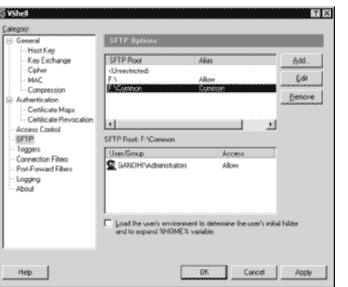 VShell
Category:
SFTP Options
General
Host Key
Key Exchange
Cipher
MAC
Compression
Authentication
Certificate Maps
Certificate Revocation
Access Control
SFTP
Triggers
Connection Filters
Port-Forward Filters
Logging
About
SFTP Root Alias
<Unrestricted>
F:\ Allow
F:\Common Common
Add...
Edit
Remove
SFTP Root: F:\Common
User/Group Access
GANDHI\Administrators Allow
Load the user's environment to determine the user's initial folder
and to expand %HOME% variable.
Help
OK
Cancel
Apply